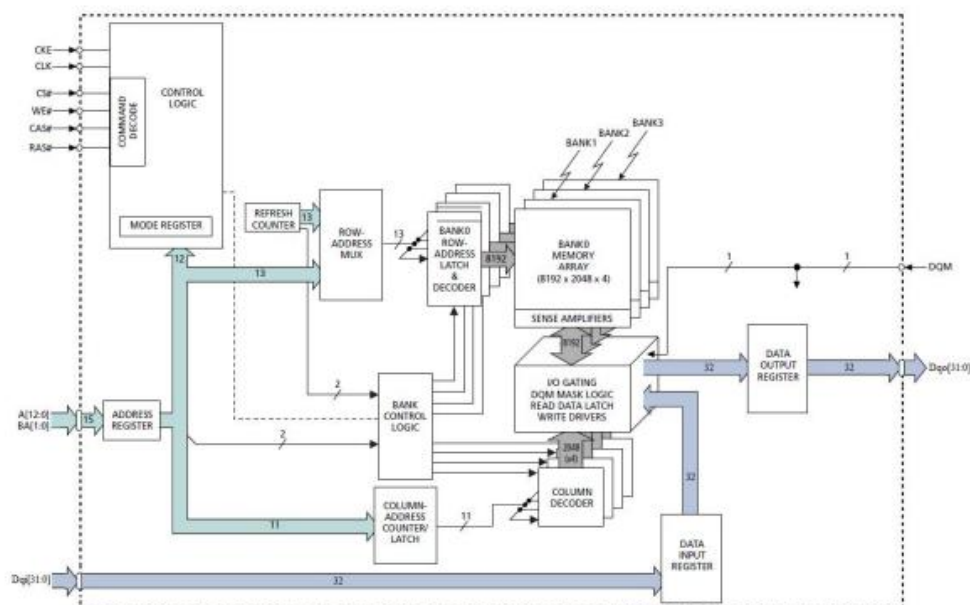 CKE
CLK
CS#
WE#
CAS#
RAS#
COMMAND
DECODE
CONTROL
LOGIC
MODE REGISTER
12
REFRESH
COUNTER
13
13
ROW-
ADDRESS
MUX
13
BANK0
ROW-
ADDRESS
LATCH
&
DECODER
8192
BANK1
BANK2
BANK3
BANK0
MEMORY
ARRAY
(8192 x 2048 x 4)
SENSE AMPLIFIERS
8192
1
1
DQM
I/O GATING
DQM MASK LOGIC
READ DATA LATCH
WRITE DRIVERS
32
DATA
OUTPUT
REGISTER
32
Dqo[31:0]
2
BANK
CONTROL
LOGIC
2
A[12:0]
BA[1:0]
15
ADDRESS
REGISTER
2048
(x4)
COLUMN
DECODER
11
COLUMN-
ADDRESS
COUNTER/
LATCH
11
32
DATA
INPUT
REGISTER
Dqi[31:0]
32